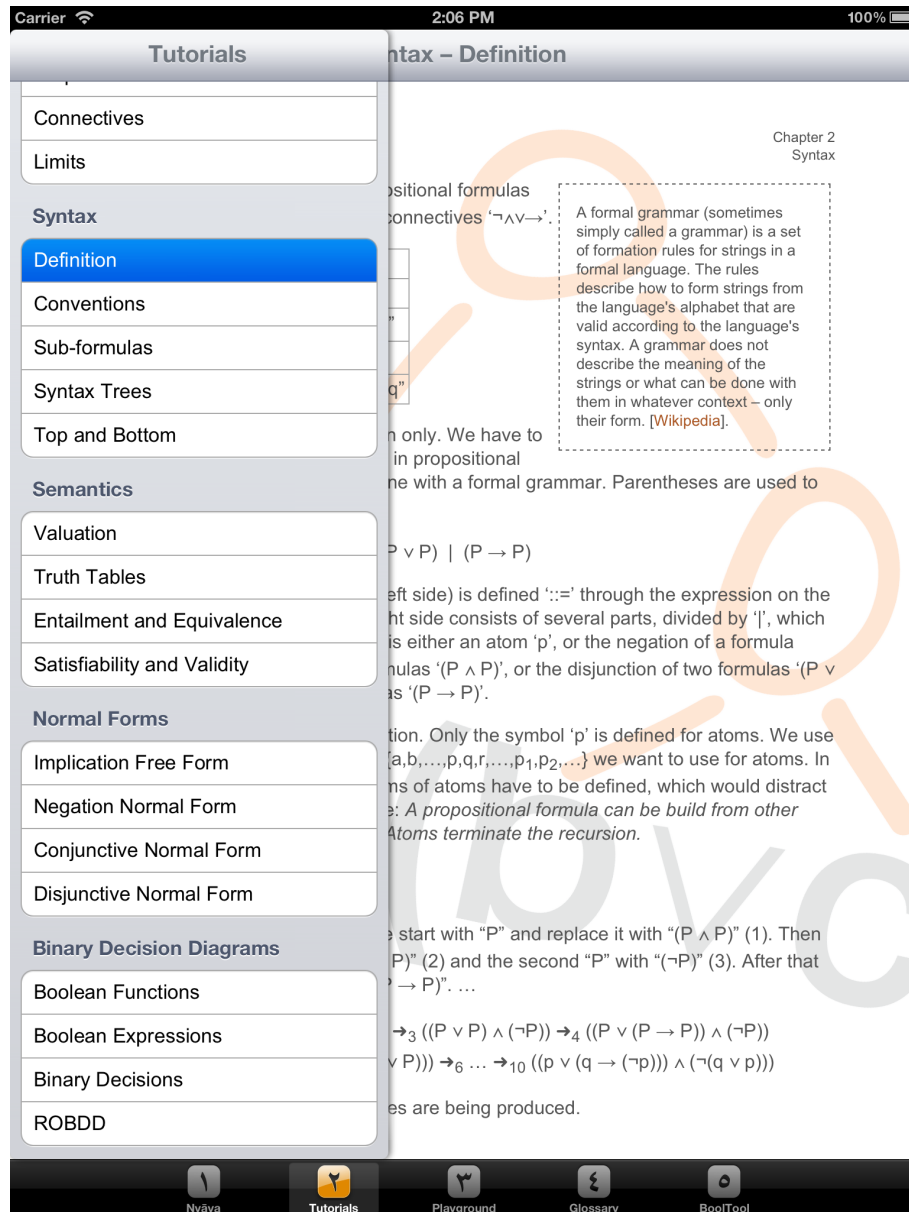 Carrier 2:06 PM 100%
Tutorials
ntax – Definition
Connectives
Limits
Syntax
Definition
Conventions
Sub-formulas
Syntax Trees
Top and Bottom
Semantics
Valuation
Truth Tables
Entailment and Equivalence
Satisfiability and Validity
Normal Forms
Implication Free Form
Negation Normal Form
Conjunctive Normal Form
Disjunctive Normal Form
Binary Decision Diagrams
Boolean Functions
Boolean Expressions
Binary Decisions
ROBDD
Chapter 2
Syntax
ositional formulas
connectives ‘¬∧∨→’.
”
q”
A formal grammar (sometimes
simply called a grammar) is a set
of formation rules for strings in a
formal language. The rules
describe how to form strings from
the language's alphabet that are
valid according to the language's
syntax. A grammar does not
describe the meaning of the
strings or what can be done with
them in whatever context – only
their form. [Wikipedia].
n only. We have to
in propositional
ne with a formal grammar. Parentheses are used to
P ∨ P) | (P → P)
eft side) is defined ‘::=’ through the expression on the
ht side consists of several parts, divided by ‘|’, which
is either an atom ‘p’, or the negation of a formula
mulas ‘(P ∧ P)’, or the disjunction of two formulas ‘(P ∨
as ‘(P → P)’.
tion. Only the symbol ‘p’ is defined for atoms. We use
{a,b,…,p,q,r,…,p₁,p₂,…} we want to use for atoms. In
ms of atoms have to be defined, which would distract
e: A propositional formula can be build from other
Atoms terminate the recursion.
(b ∨ c
e start with “P” and replace it with “(P ∧ P)” (1). Then
P)” (2) and the second “P” with “(¬P)” (3). After that
→ P)”. …
➜₃ ((P ∨ P) ∧ (¬P)) ➜₄ ((P ∨ (P → P)) ∧ (¬P))
∨ P))) ➜₆ … ➜₁₀ ((p ∨ (q → (¬p))) ∧ (¬(q ∨ p)))
es are being produced.
١ ٢ ٣ ٤ ٥
Nyāya Tutorials Playground Glossary BoolTool